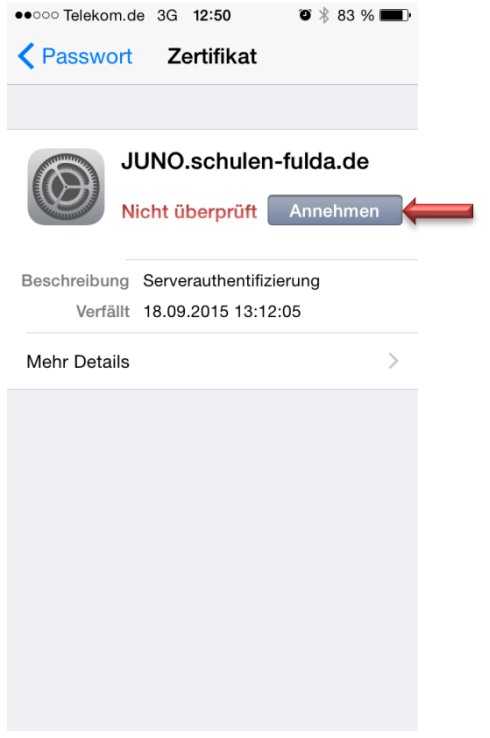 Telekom.de 3G 12:50 83 %
Passwort Zertifikat
JUNO.schulen-fulda.de
Nicht überprüft Annehmen
Beschreibung Serverauthentifizierung
Verfällt 18.09.2015 13:12:05
Mehr Details